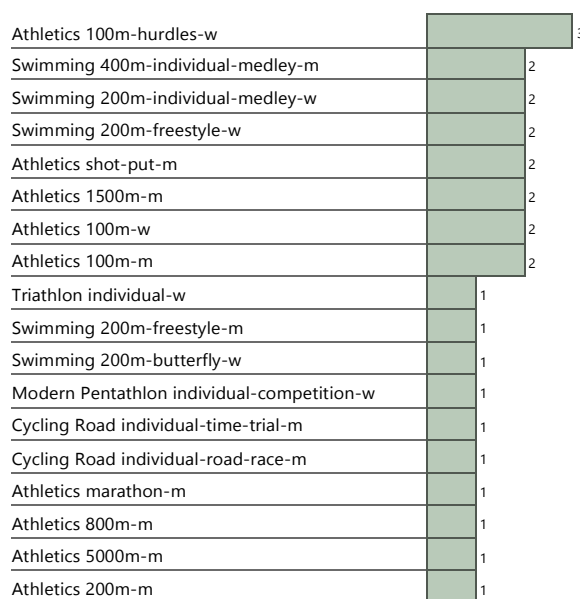 Athletics 100m-hurdles-w 3
Swimming 400m-individual-medley-m 2
Swimming 200m-individual-medley-w 2
Swimming 200m-freestyle-w 2
Athletics shot-put-m 2
Athletics 1500m-m 2
Athletics 100m-w 2
Athletics 100m-m 2
Triathlon individual-w 1
Swimming 200m-freestyle-m 1
Swimming 200m-butterfly-w 1
Modern Pentathlon individual-competition-w 1
Cycling Road individual-time-trial-m 1
Cycling Road individual-road-race-m 1
Athletics marathon-m 1
Athletics 800m-m 1
Athletics 5000m-m 1
Athletics 200m-m 1